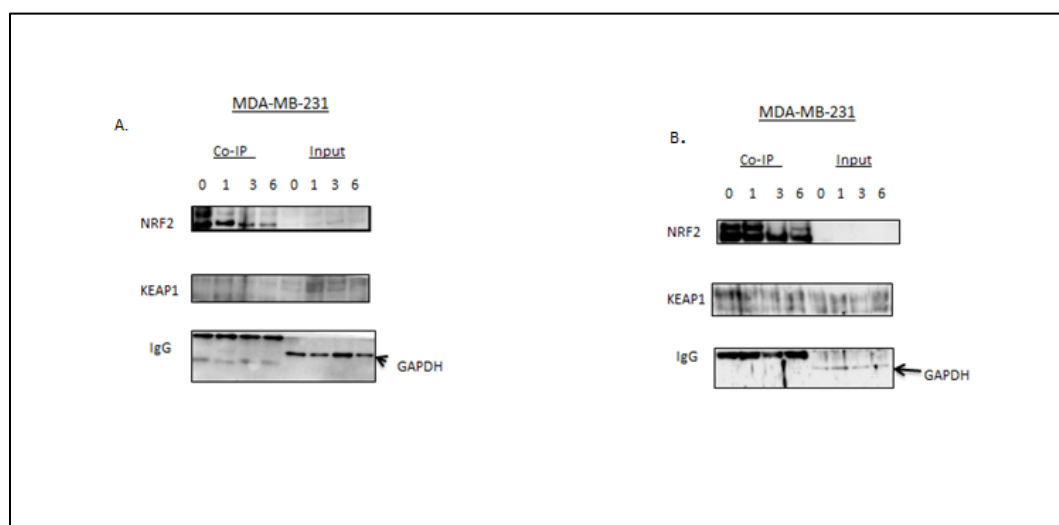 A.
MDA-MB-231
Co-IP Input
0 1 3 6 0 1 3 6
NRF2
KEAP1
IgG
GAPDH
B.
MDA-MB-231
Co-IP Input
0 1 3 6 0 1 3 6
NRF2
KEAP1
IgG
GAPDH